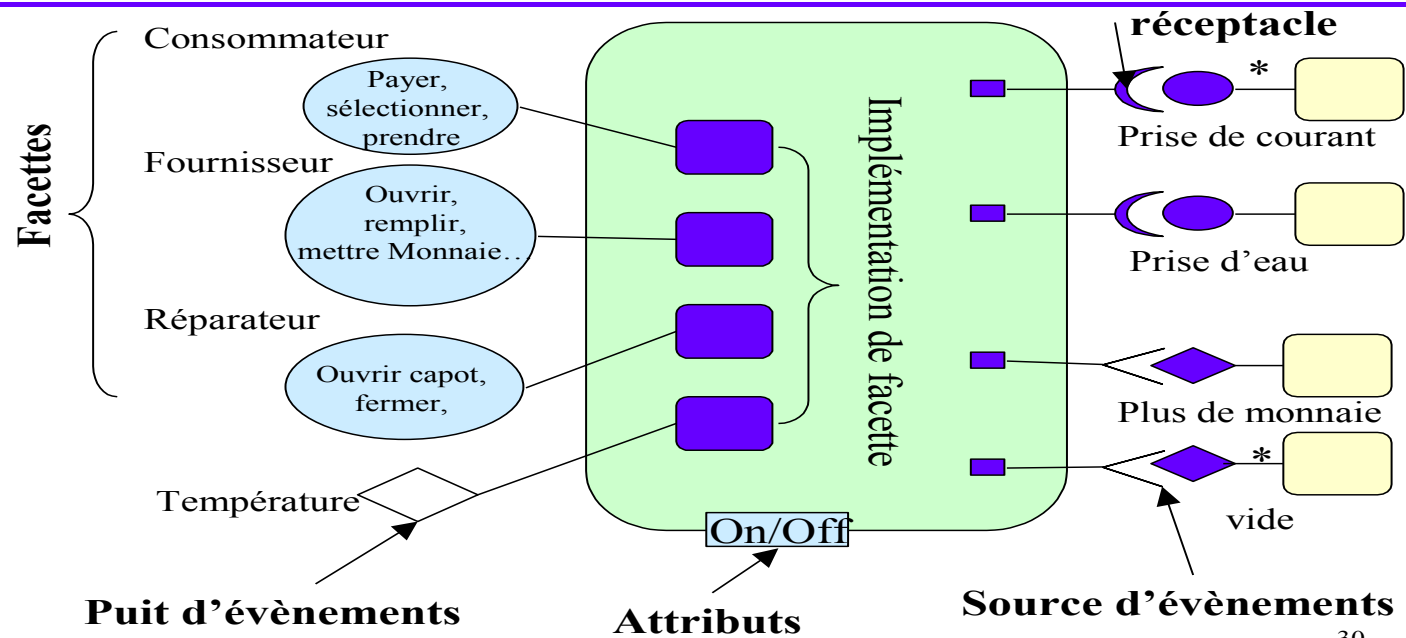 Facettes
Consommateur
Payer,
sélectionner,
prendre
Fournisseur
Ouvrir,
remplir,
mettre Monnaie…
Réparateur
Ouvrir capot,
fermer,
Température
Puit d’évènements
Implémentation de facette
On/Off
Attributs
réceptacle
*
Prise de courant
Prise d’eau
Plus de monnaie
*
vide
Source d’évènements
30